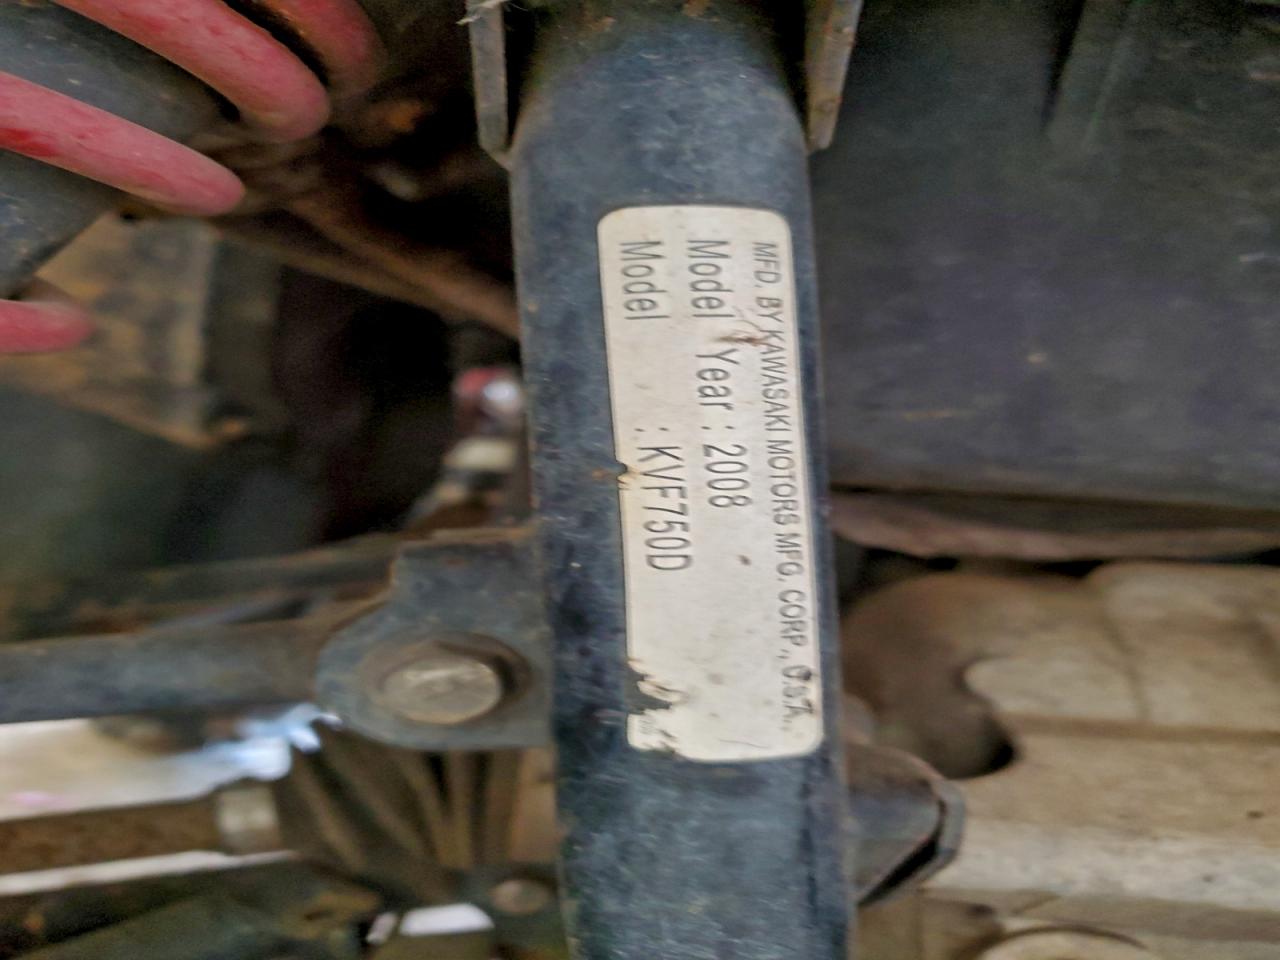 MFD. BY KAWASAKI MOTORS MFG. CORP., U.S.A.
Model Year : 2008
Model : KVF750D